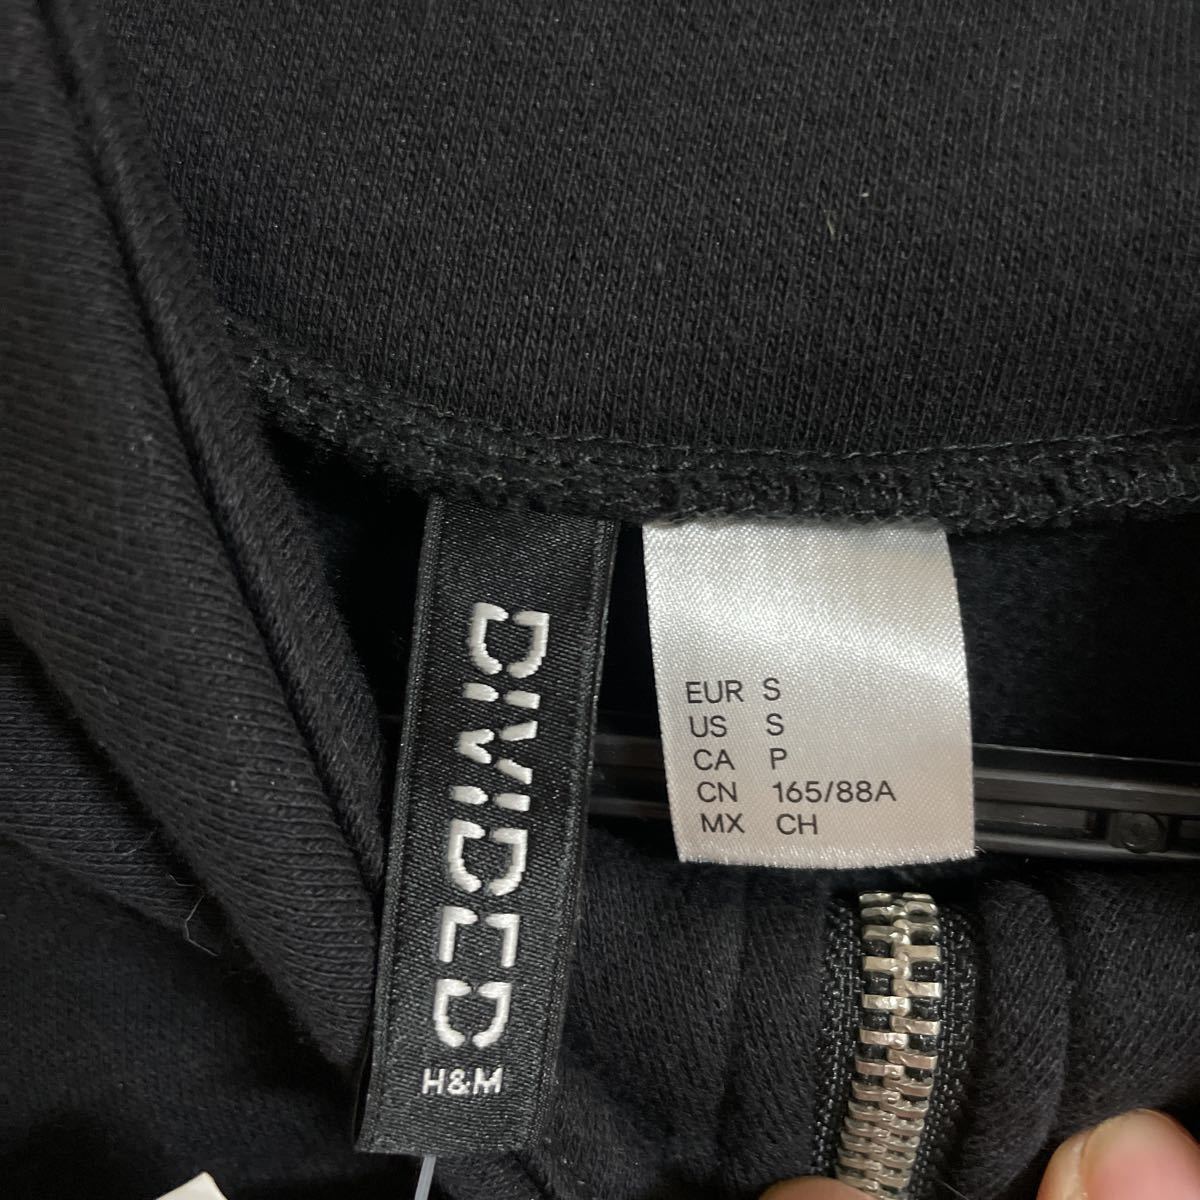 DIVIDED
H&M
EUR S
US S
CA P
CN 165/88A
MX CH